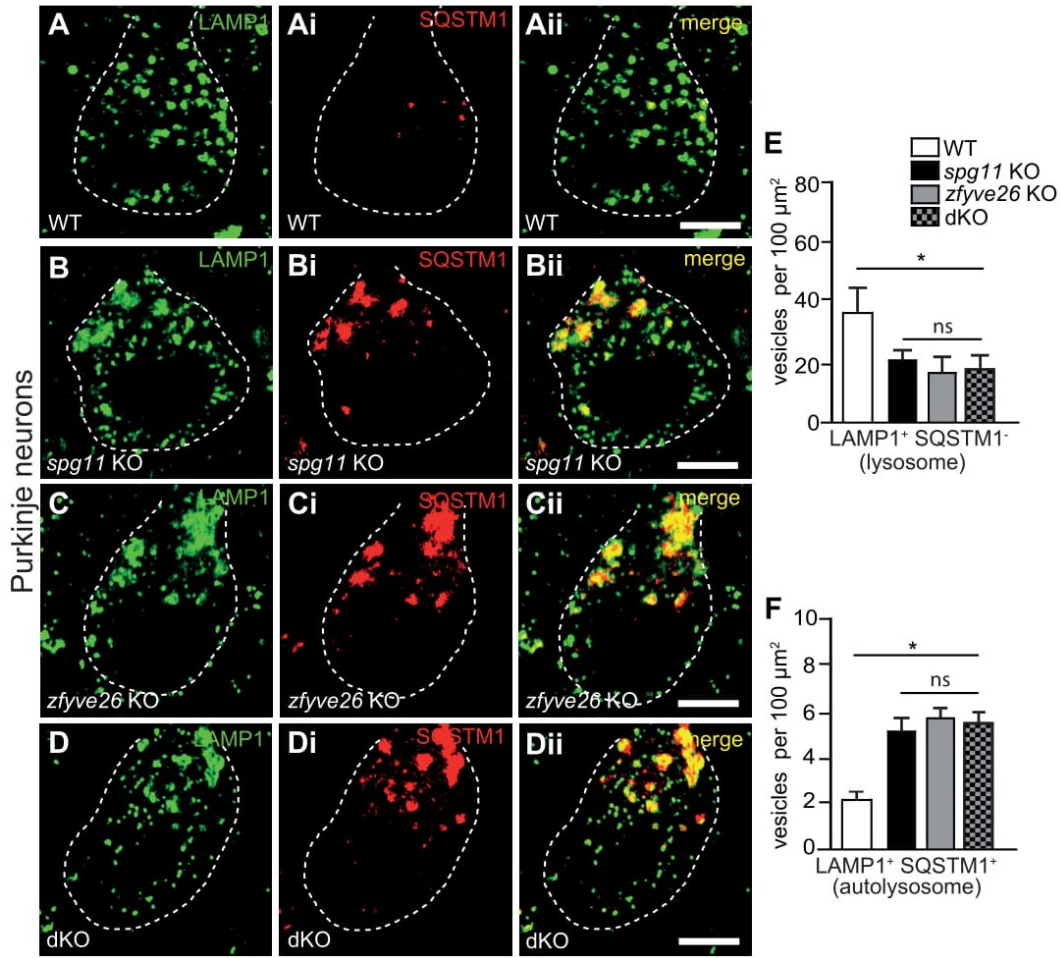 Purkinje neurons
A LAMP1
WT
Ai SQSTM1
WT
Aii merge
WT
B LAMP1
spg11 KO
Bi SQSTM1
spg11 KO
Bii merge
spg11 KO
C LAMP1
zfyve26 KO
Ci SQSTM1
zfyve26 KO
Cii merge
zfyve26 KO
D LAMP1
dKO
Di SQSTM1
dKO
Dii merge
dKO
E
WT
spg11 KO
zfyve26 KO
dKO
vesicles per 100 µm²
80
60
40
20
0
*
ns
LAMP1⁺ SQSTM1⁻
(lysosome)
F
vesicles per 100 µm²
10
8
6
4
2
0
*
ns
LAMP1⁺ SQSTM1⁺
(autolysosome)